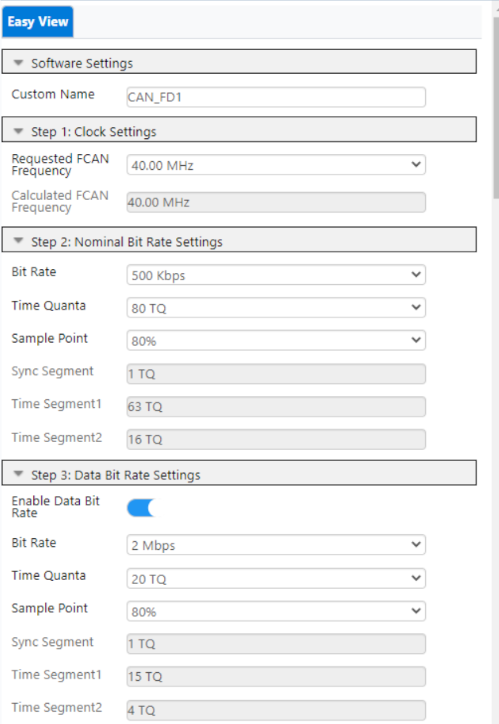 Easy View
Software Settings
Custom Name
CAN_FD1
Step 1: Clock Settings
Requested FCAN
Frequency
40.00 MHz
Calculated FCAN
Frequency
40.00 MHz
Step 2: Nominal Bit Rate Settings
Bit Rate
500 Kbps
Time Quanta
80 TQ
Sample Point
80%
Sync Segment
1 TQ
Time Segment1
63 TQ
Time Segment2
16 TQ
Step 3: Data Bit Rate Settings
Enable Data Bit
Rate
Bit Rate
2 Mbps
Time Quanta
20 TQ
Sample Point
80%
Sync Segment
1 TQ
Time Segment1
15 TQ
Time Segment2
4 TQ